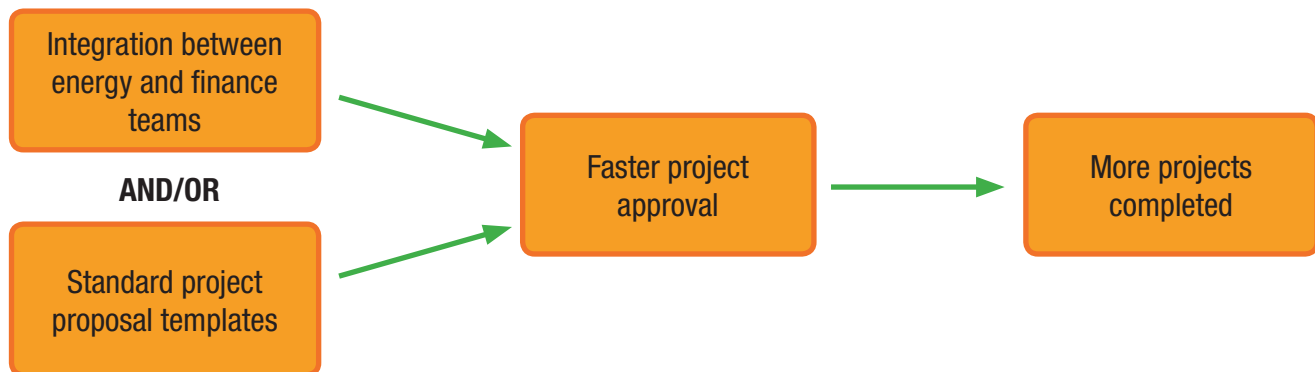 Integration between
energy and finance
teams
AND/OR
Standard project
proposal templates
Faster project
approval
More projects
completed